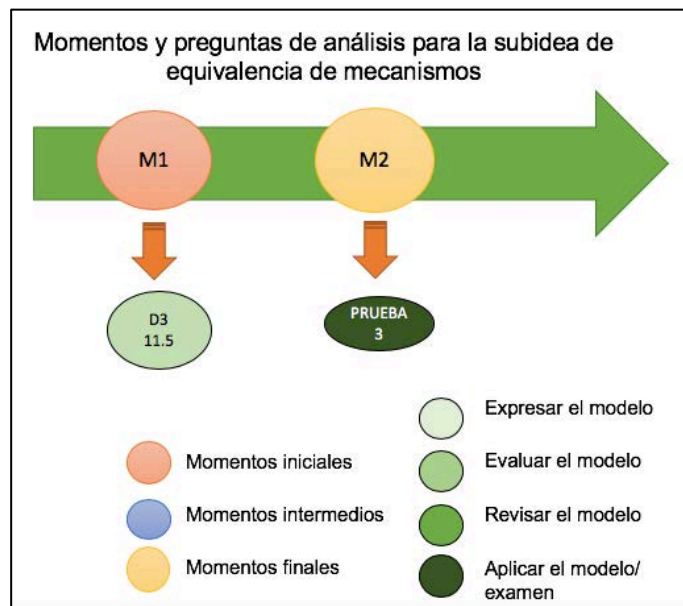 Momentos y preguntas de análisis para la subidea de
equivalencia de mecanismos
M1
M2
D3
11.5
PRUEBA
3
Expresar el modelo
Evaluar el modelo
Momentos iniciales
Momentos intermedios
Revisar el modelo
Momentos finales
Aplicar el modelo/
examen